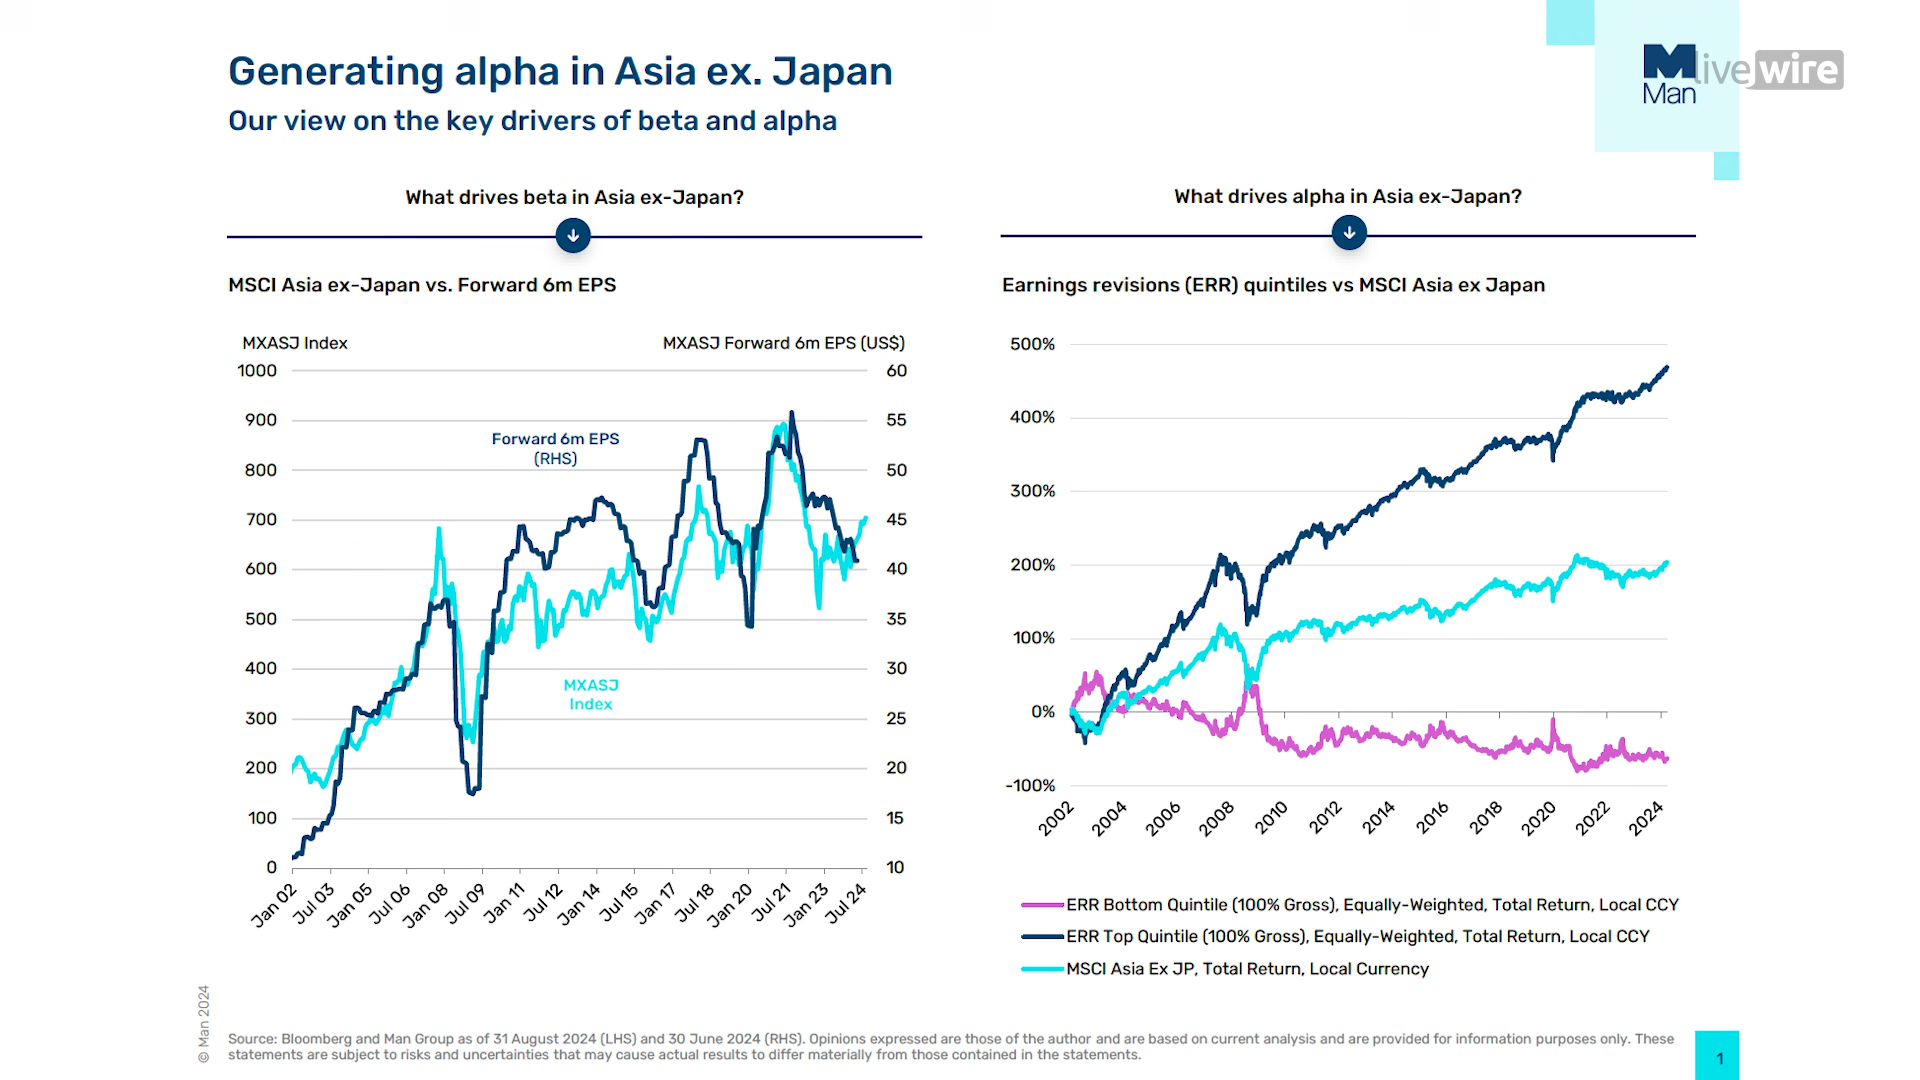 Generating alpha in Asia ex. Japan
Our view on the key drivers of beta and alpha
M
Man
livewire
What drives beta in Asia ex-Japan?
MSCI Asia ex-Japan vs. Forward 6m EPS
MXASJ Index
MXASJ Forward 6m EPS (US$)
1000
900
800
700
600
500
400
300
200
100
0
60
55
50
45
40
35
30
25
20
15
10
Forward 6m EPS
(RHS)
MXASJ
Index
Jan 02
Jul 03
Jan 05
Jul 06
Jan 08
Jul 09
Jan 11
Jul 12
Jan 14
Jul 15
Jan 17
Jul 18
Jan 20
Jul 21
Jan 23
Jul 24
What drives alpha in Asia ex-Japan?
Earnings revisions (ERR) quintiles vs MSCI Asia ex Japan
500%
400%
300%
200%
100%
0%
-100%
2002
2004
2006
2008
2010
2012
2014
2016
2018
2020
2022
2024
ERR Bottom Quintile (100% Gross), Equally-Weighted, Total Return, Local CCY
ERR Top Quintile (100% Gross), Equally-Weighted, Total Return, Local CCY
MSCI Asia Ex JP, Total Return, Local Currency
© Man 2024
Source: Bloomberg and Man Group as of 31 August 2024 (LHS) and 30 June 2024 (RHS). Opinions expressed are those of the author and are based on current analysis and are provided for information purposes only. These
statements are subject to risks and uncertainties that may cause actual results to differ materially from those contained in the statements.
1